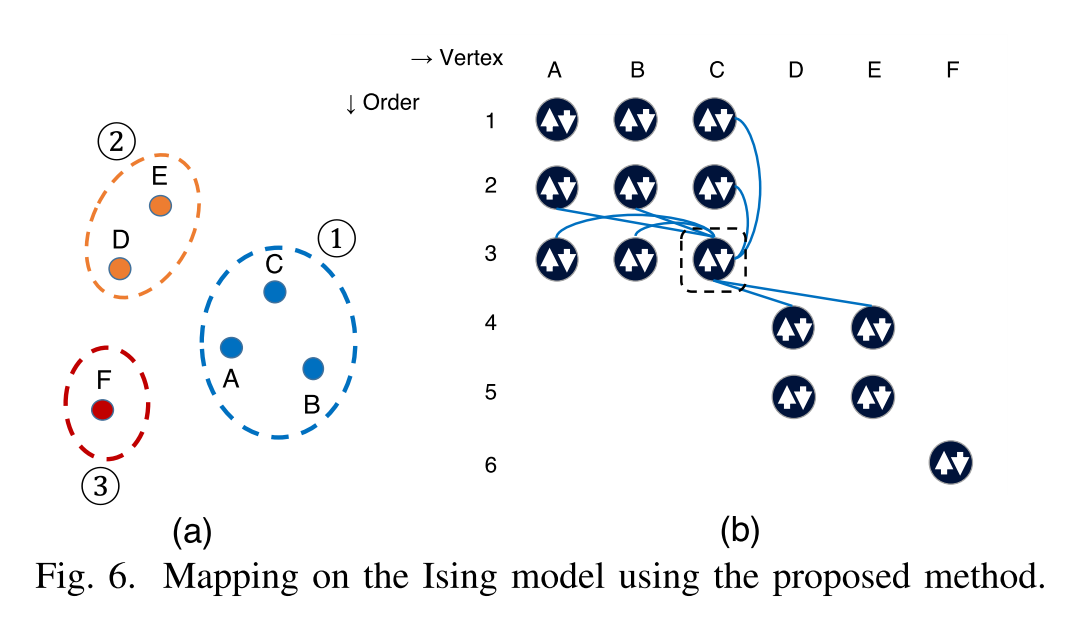 → Vertex
↓ Order
A B C D E F
1
2
3
4
5
6
②
E
D
①
C
A
B
F
③
(a)
(b)
Fig. 6. Mapping on the Ising model using the proposed method.